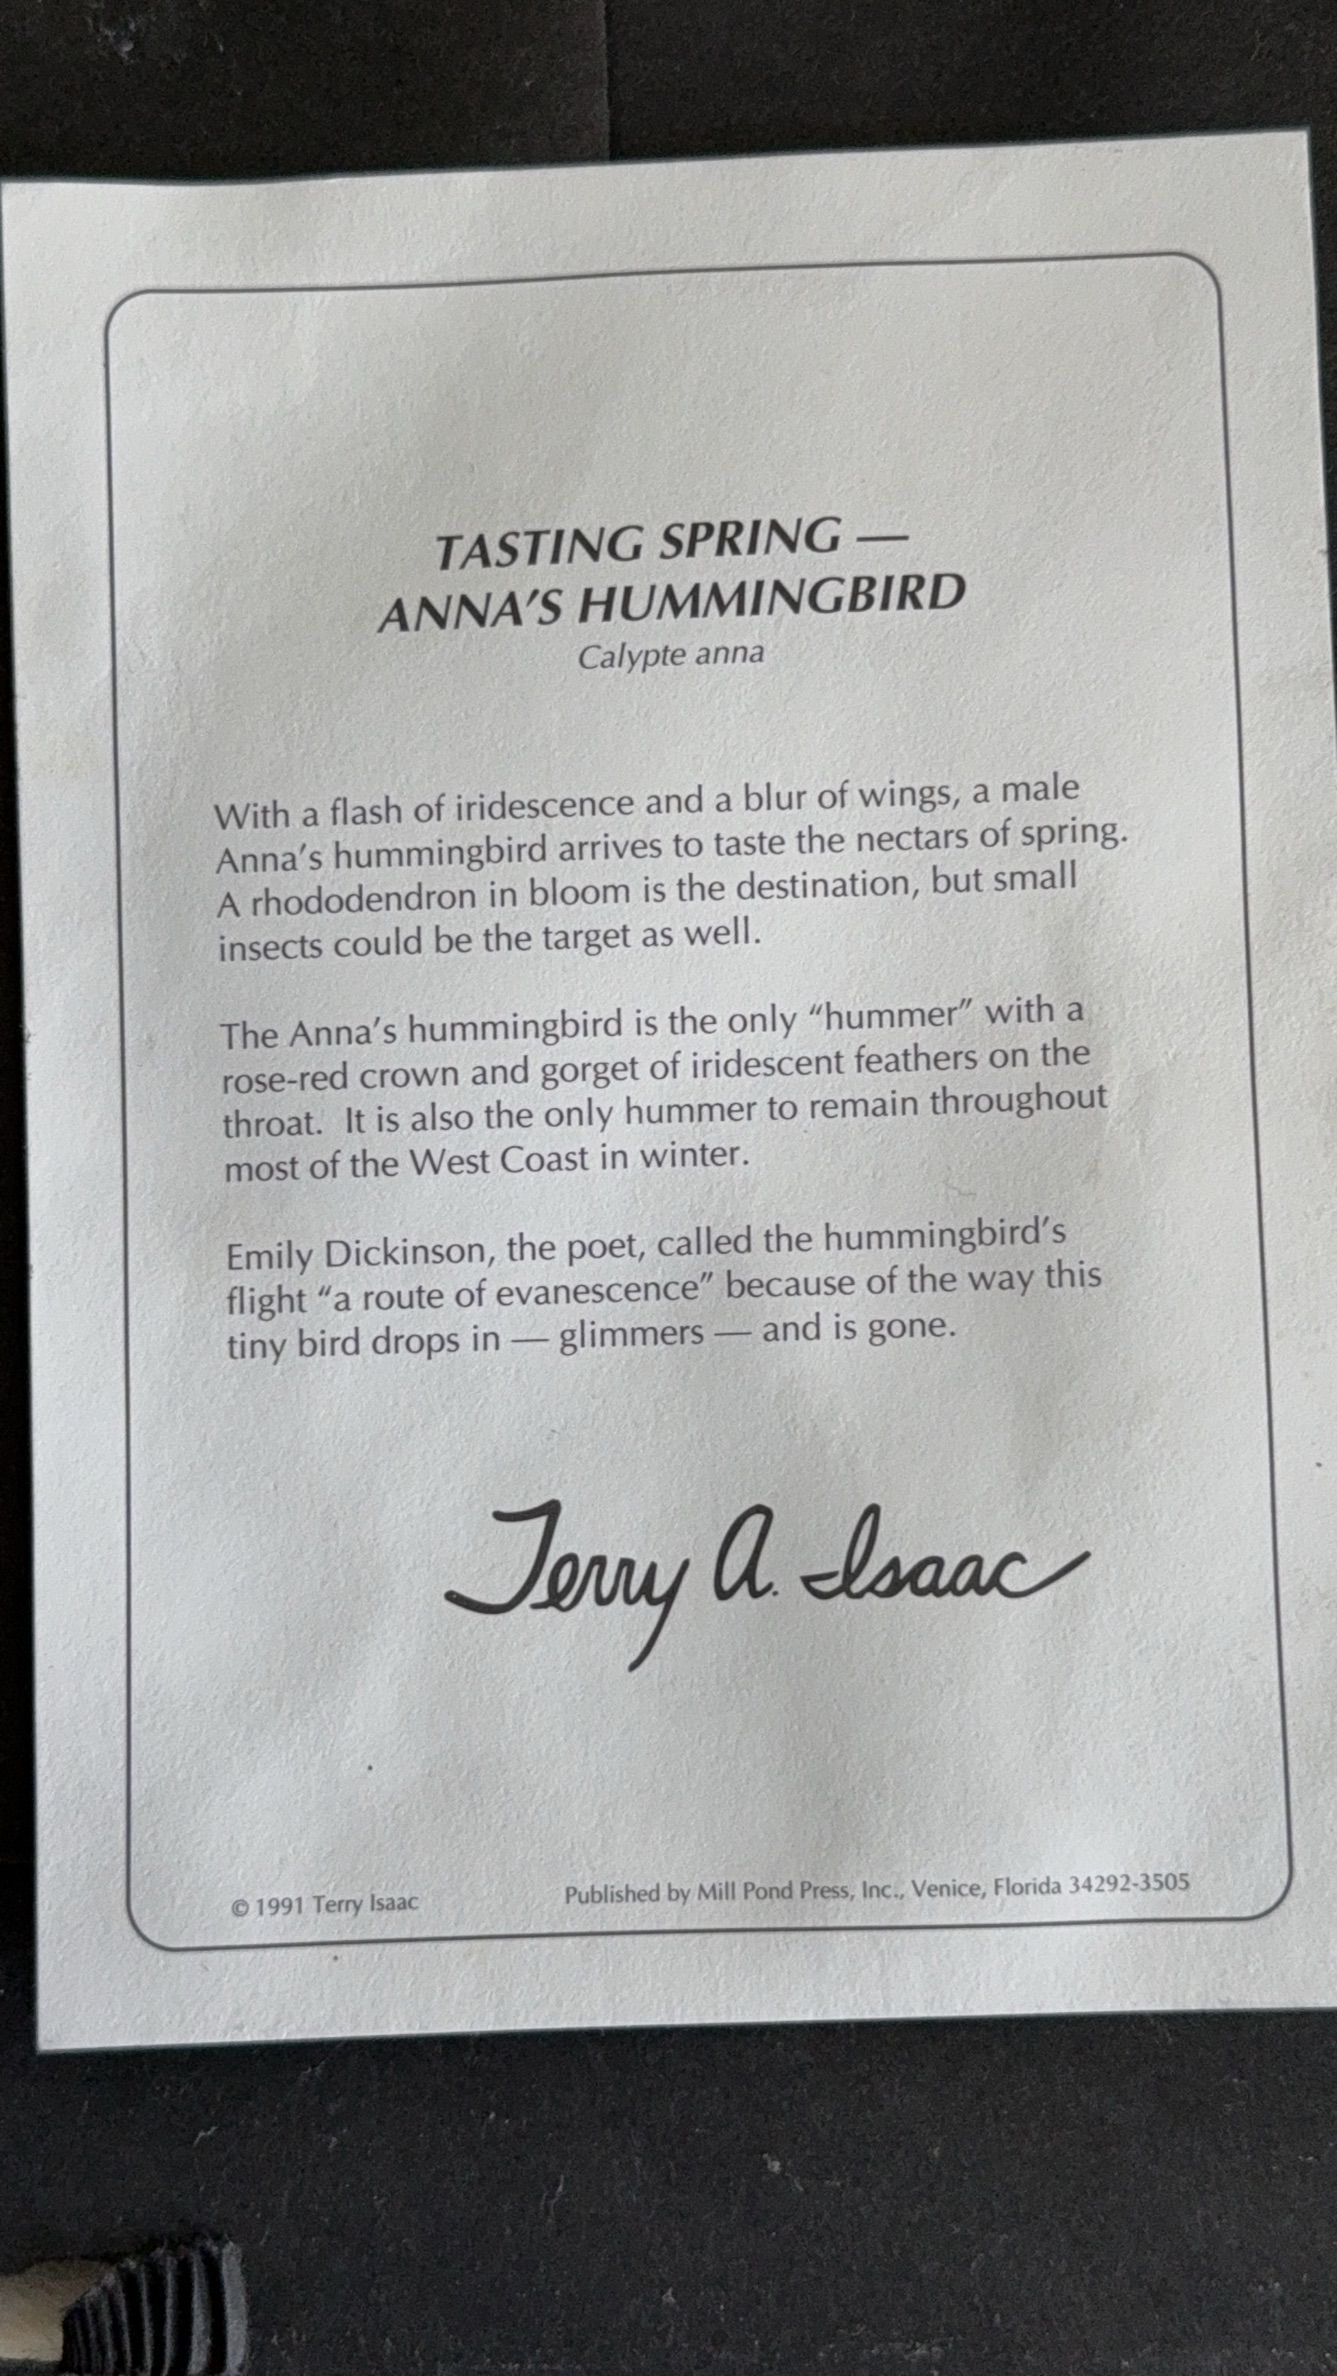 TASTING SPRING —
ANNA'S HUMMINGBIRD
Calypte anna
With a flash of iridescence and a blur of wings, a male
Anna's hummingbird arrives to taste the nectars of spring.
A rhododendron in bloom is the destination, but small
insects could be the target as well.
The Anna's hummingbird is the only “hummer” with a
rose-red crown and gorget of iridescent feathers on the
throat.  It is also the only hummer to remain throughout
most of the West Coast in winter.
Emily Dickinson, the poet, called the hummingbird's
flight “a route of evanescence” because of the way this
tiny bird drops in — glimmers — and is gone.
Terry A. Isaac
© 1991 Terry Isaac
Published by Mill Pond Press, Inc., Venice, Florida 34292-3505